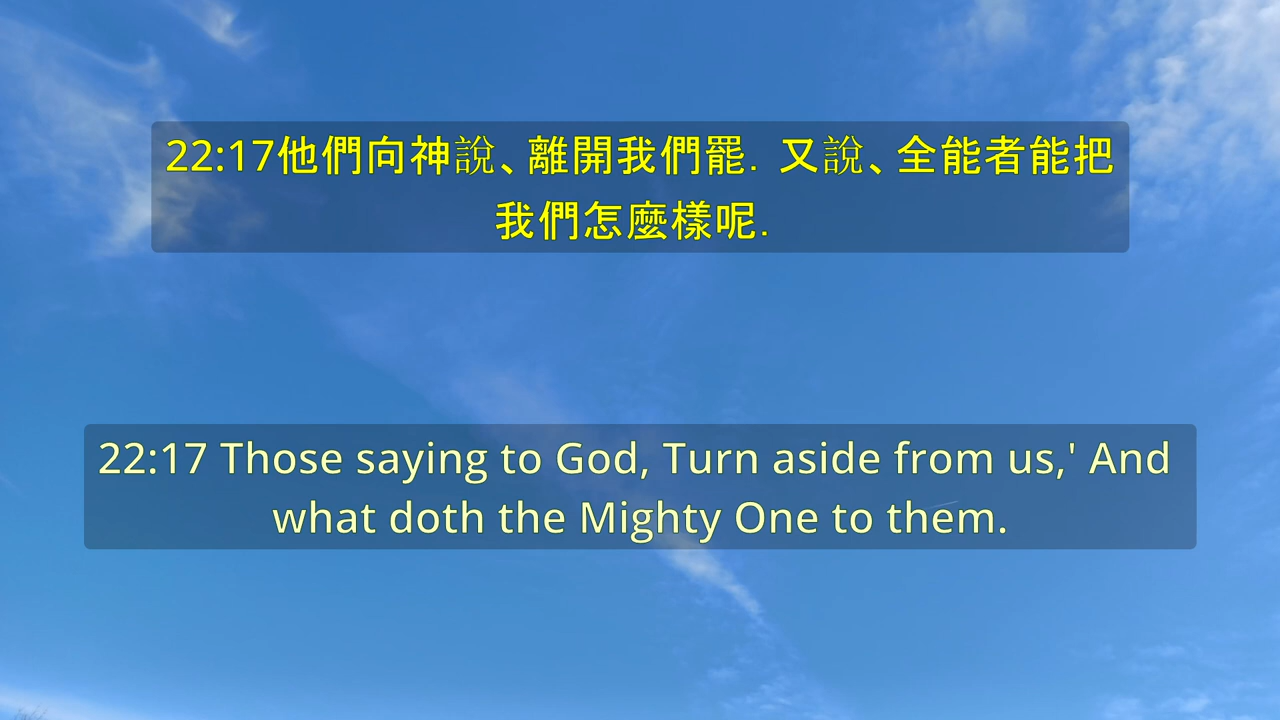 22:17他們向神說、離開我們罷. 又說、全能者能把
我們怎麼樣呢.
22:17 Those saying to God, Turn aside from us,' And
what doth the Mighty One to them.